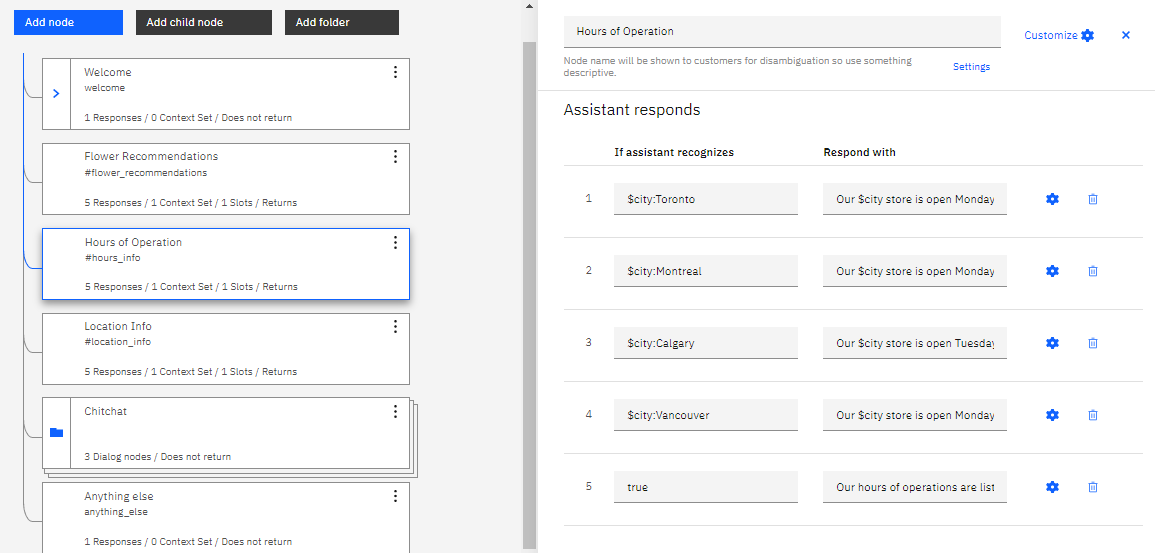 Add node
Add child node
Add folder
Welcome
welcome
1 Responses / 0 Context Set / Does not return
Flower Recommendations
#flower_recommendations
5 Responses / 1 Context Set / 1 Slots / Returns
Hours of Operation
#hours_info
5 Responses / 1 Context Set / 1 Slots / Returns
Location Info
#location_info
5 Responses / 1 Context Set / 1 Slots / Returns
Chitchat
3 Dialog nodes / Does not return
Anything else
anything_else
1 Responses / 0 Context Set / Does not return
Hours of Operation
Customize
Node name will be shown to customers for disambiguation so use something
descriptive.
Settings
Assistant responds
If assistant recognizes
Respond with
1 $city:Toronto Our $city store is open Monday
2 $city:Montreal Our $city store is open Monday
3 $city:Calgary Our $city store is open Tuesday
4 $city:Vancouver Our $city store is open Monday
5 true Our hours of operations are list